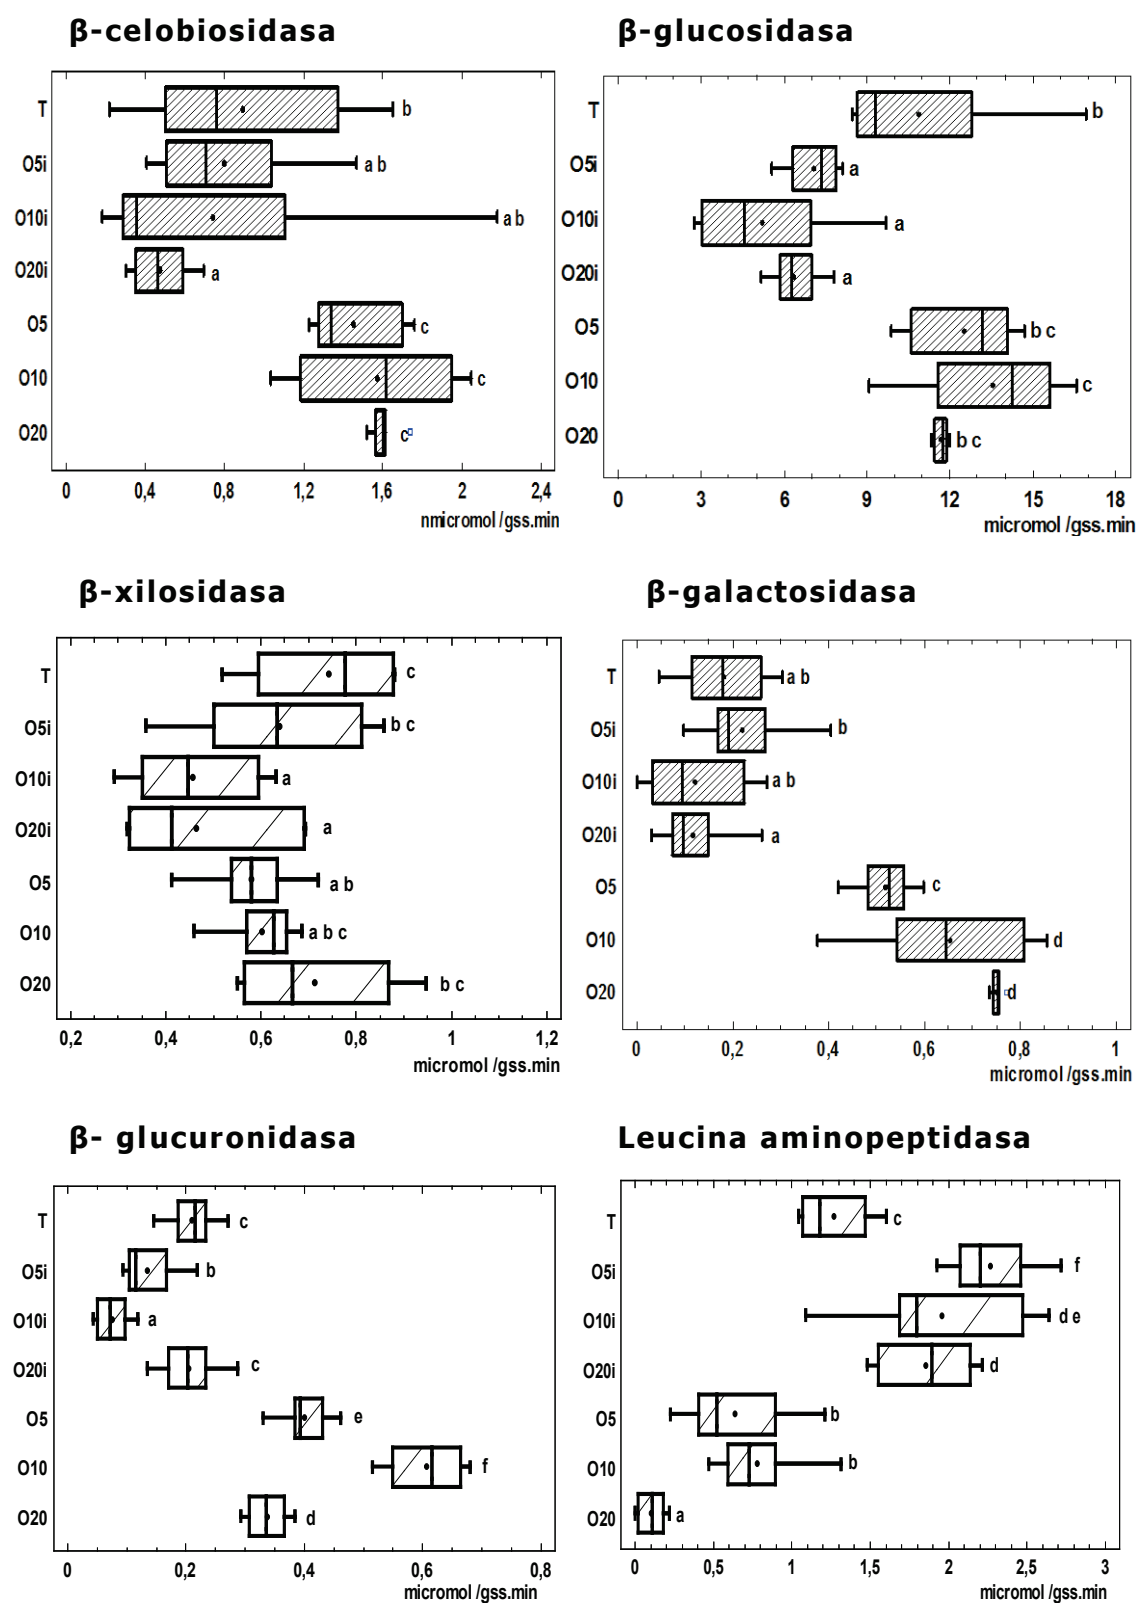 β-celobiosidasa
T
b
O5i
a b
O10i
a b
O20i
a
O5
c
O10
c
O20
c
0 0,4 0,8 1,2 1,6 2 2,4
nmicromol /gss.min
β-glucosidasa
T
b
O5i
a
O10i
a
O20i
a
O5
b c
O10
c
O20
b c
0 3 6 9 12 15 18
micromol /gss.min
β-xilosidasa
T
c
O5i
b c
O10i
a
O20i
a
O5
a b
O10
a b c
O20
b c
0,2 0,4 0,6 0,8 1 1,2
micromol /gss.min
β-galactosidasa
T
a b
O5i
b
O10i
a b
O20i
a
O5
c
O10
d
O20
d
0 0,2 0,4 0,6 0,8 1
micromol /gss.min
β- glucuronidasa
T
c
O5i
b
O10i
a
O20i
c
O5
e
O10
f
O20
d
0 0,2 0,4 0,6 0,8
micromol /gss.min
Leucina aminopeptidasa
T
c
O5i
f
O10i
d e
O20i
d
O5
b
O10
b
O20
a
0 0,5 1 1,5 2 2,5 3
micromol /gss.min